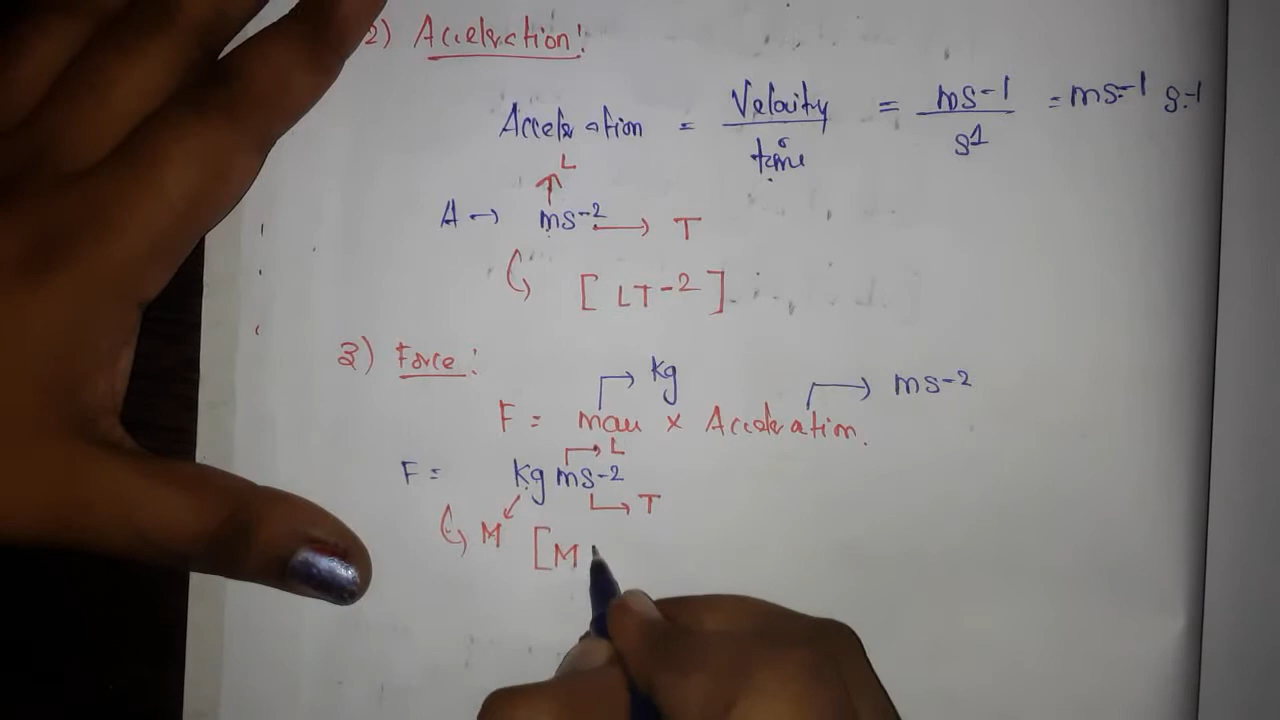 2) Acceleration:
Acceleration = Velocity / time = ms-1 / s1 = ms-1 s-1
L
A → ms-2 → T
[LT-2]
3) Force:
kg
ms-2
F = mass × Acceleration.
L
F = kg ms-2
T
M [M